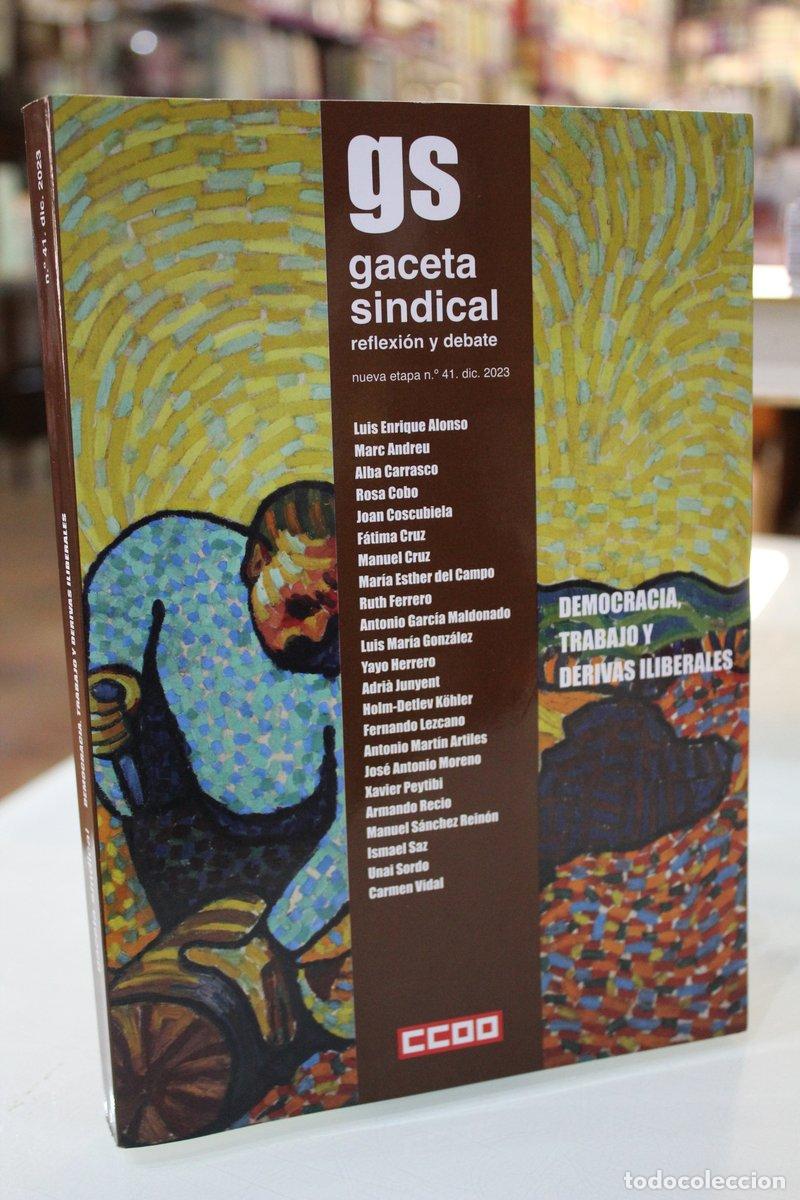 n.º 41. dic. 2023
DEMOCRACIA, TRABAJO Y DERIVAS ILIBERALES
gaceta sindical
gs
gaceta
sindical
reflexión y debate
nueva etapa n.º 41. dic. 2023
Luis Enrique Alonso
Marc Andreu
Alba Carrasco
Rosa Cobo
Joan Coscubiela
Fátima Cruz
Manuel Cruz
María Esther del Campo
Ruth Ferrero
Antonio García Maldonado
Luis María González
Yayo Herrero
Adrià Junyent
Holm-Detlev Köhler
Fernando Lezcano
Antonio Martín Artiles
José Antonio Moreno
Xavier Peytibi
Armando Recio
Manuel Sánchez Reinón
Ismael Saz
Unai Sordo
Carmen Vidal
DEMOCRACIA,
TRABAJO Y
DERIVAS ILIBERALES
CCOO
todocoleccion